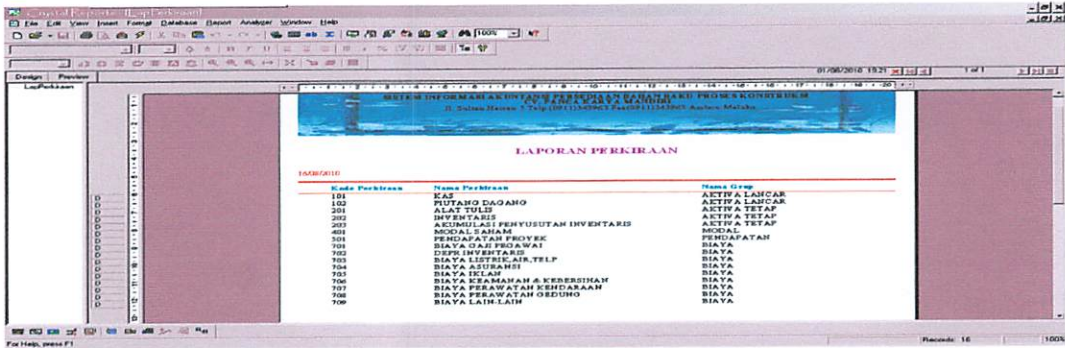 Crystal Reports - [LapPerkiraan]
File Edit View Insert Format Database Report Analyzer Window Help
100%
01/08/2010 19:21
1 of 1
Design Preview
LapPerkiraan
SISTEM INFORMASI AKUNTANSI PERSEDIAAN BAHAN BAKU PROSES KONSTRUKSI
CV. PANCA KARYA MANDIRI
LAPORAN PERKIRAAN
16/08/2010
Kode Perkiraan Nama Perkiraan Nama Grup
101 KAS AKTIVA LANCAR
102 PIUTANG DAGANG AKTIVA LANCAR
201 ALAT TULIS AKTIVA TETAP
202 INVENTARIS AKTIVA TETAP
203 AKUMULASI PENYUSUTAN INVENTARIS AKTIVA TETAP
401 MODAL SAHAM MODAL
501 PENDAPATAN PROYEK PENDAPATAN
701 BIAYA GAJI PEGAWAI BIAYA
702 DEPR INVENTARIS BIAYA
703 BIAYA LISTRIK,AIR,TELP BIAYA
704 BIAYA ASURANSI BIAYA
705 BIAYA IKLAN BIAYA
706 BIAYA KEAMANAN & KEBERSIHAN BIAYA
707 BIAYA PERAWATAN KENDARAAN BIAYA
708 BIAYA PERAWATAN GEDUNG BIAYA
709 BIAYA LAIN-LAIN BIAYA
For Help, press F1
Records: 16
100%